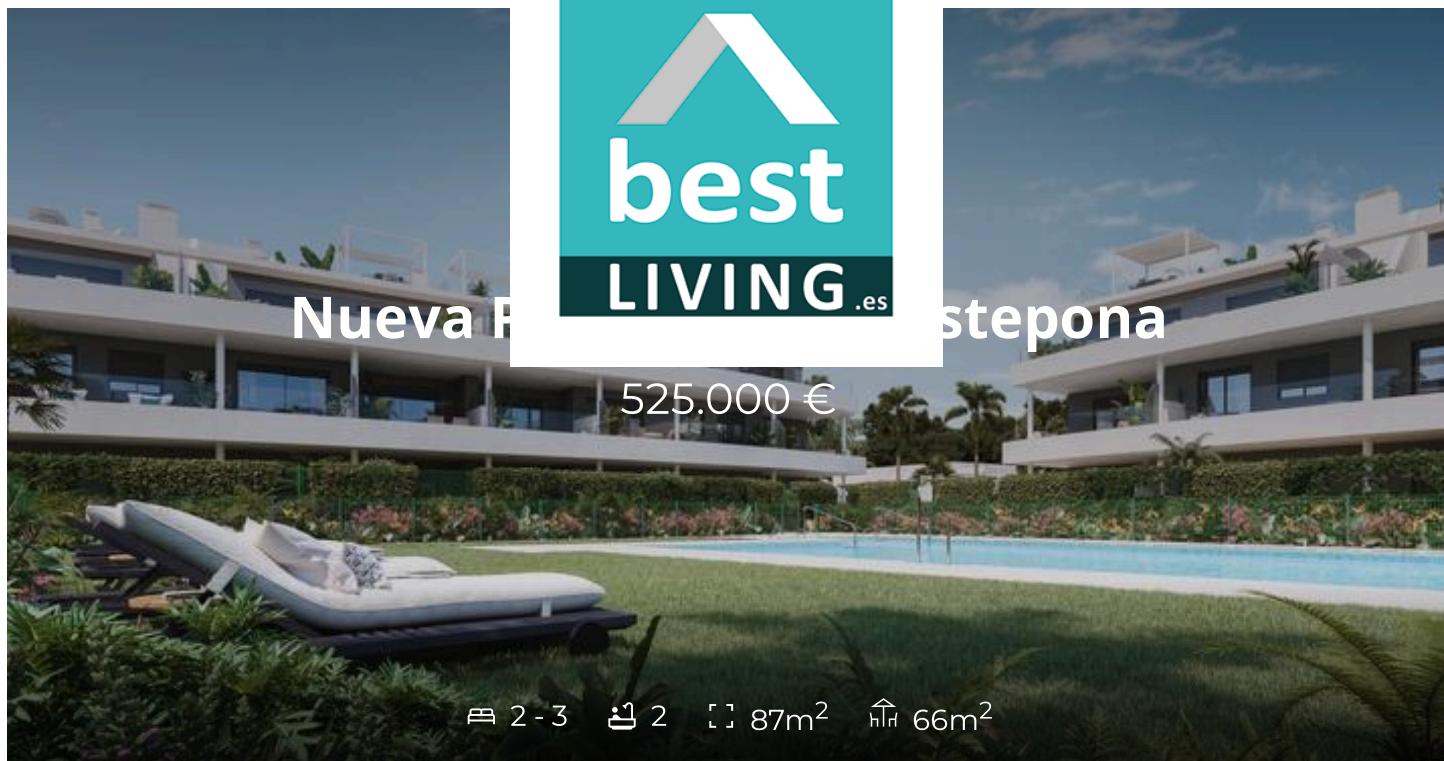 best
LIVING.es
Nueva P stepona
525.000 €
2 - 3 2 87m² 66m²